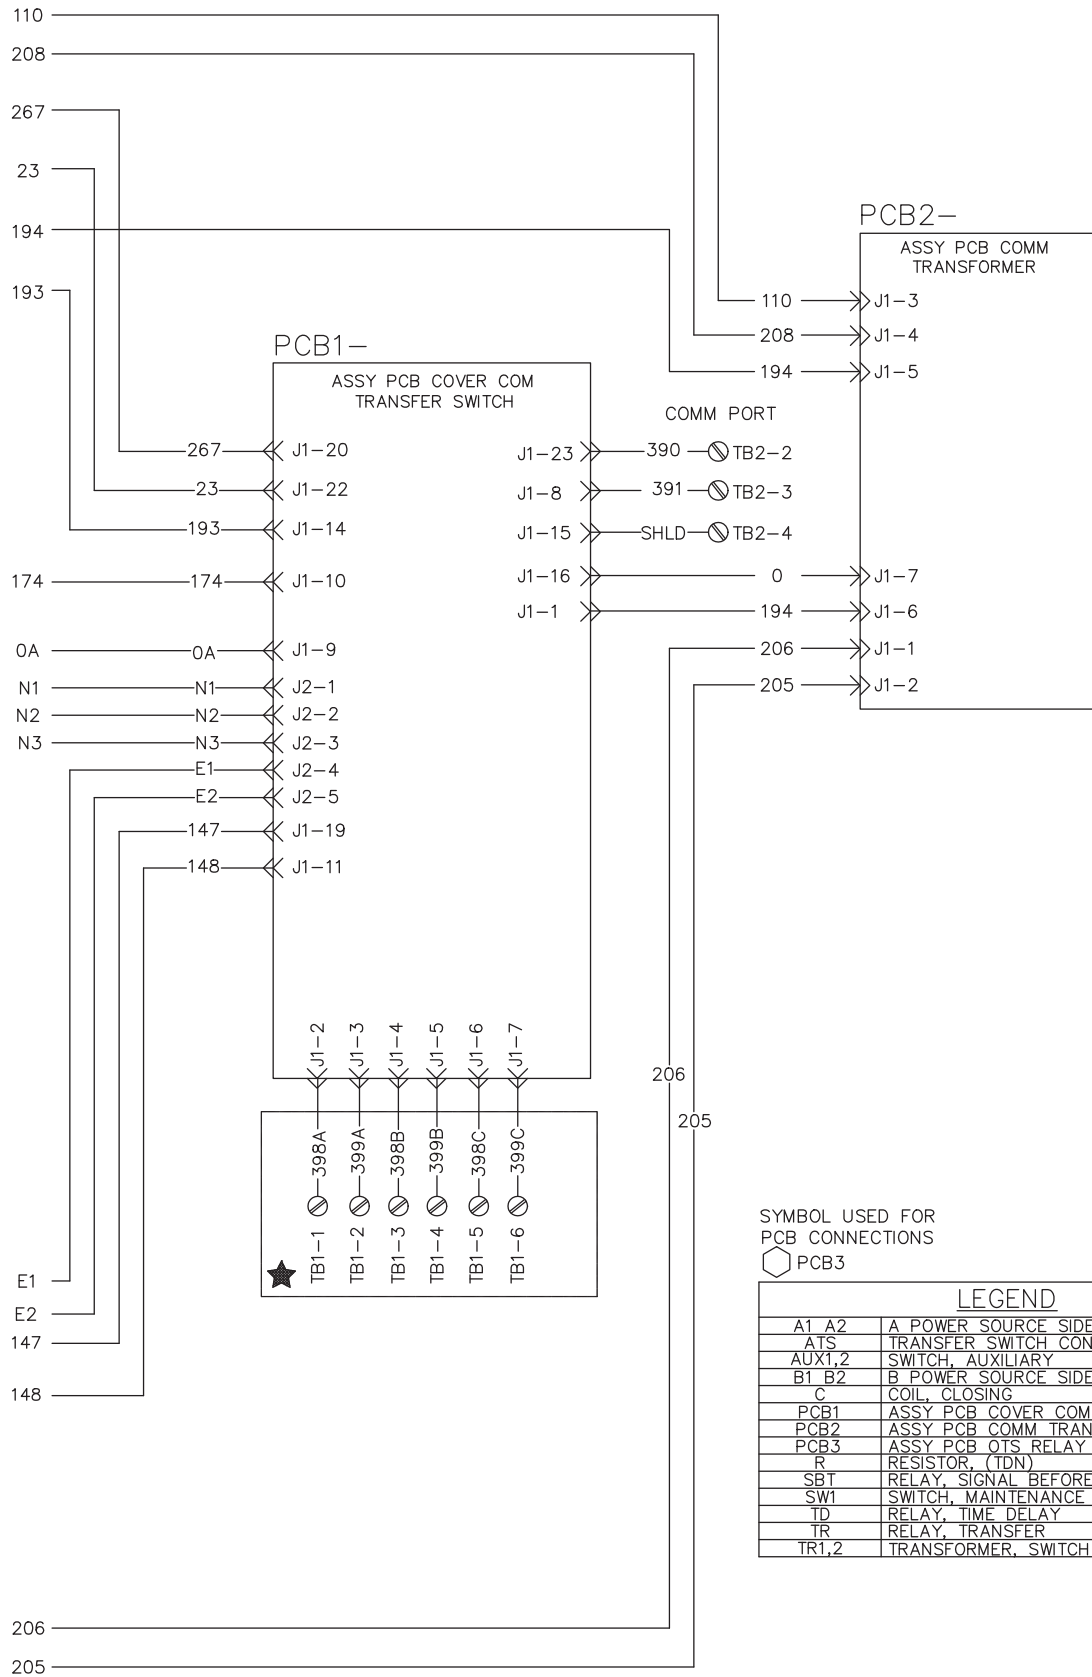 110
208
267
23
194
193
PCB2-
ASSY PCB COMM
TRANSFORMER
110 J1-3
208 J1-4
194 J1-5
PCB1-
ASSY PCB COVER COM
TRANSFER SWITCH
COMM PORT
267 J1-20
J1-23 390 TB2-2
23 J1-22
J1-8 391 TB2-3
193 J1-14
J1-15 SHLD TB2-4
174 174 J1-10
J1-16 0 J1-7
J1-1 194 J1-6
0A 0A J1-9
206 J1-1
N1 N1 J2-1
205 J1-2
N2 N2 J2-2
N3 N3 J2-3
E1 J2-4
E2 J2-5
147 J1-19
148 J1-11
J1-2
J1-3
J1-4
J1-5
J1-6
J1-7
206
205
398A
399A
398B
399B
398C
399C
TB1-1
TB1-2
TB1-3
TB1-4
TB1-5
TB1-6
E1
E2
147
148
SYMBOL USED FOR
PCB CONNECTIONS
PCB3
LEGEND
A1 A2 A POWER SOURCE SIDE
ATS TRANSFER SWITCH CON
AUX1,2 SWITCH, AUXILIARY
B1 B2 B POWER SOURCE SIDE
C COIL, CLOSING
PCB1 ASSY PCB COVER COM
PCB2 ASSY PCB COMM TRAN
PCB3 ASSY PCB OTS RELAY
R RESISTOR, (TDN)
SBT RELAY, SIGNAL BEFORE
SW1 SWITCH, MAINTENANCE
TD RELAY, TIME DELAY
TR RELAY, TRANSFER
TR1,2 TRANSFORMER, SWITCH
206
205